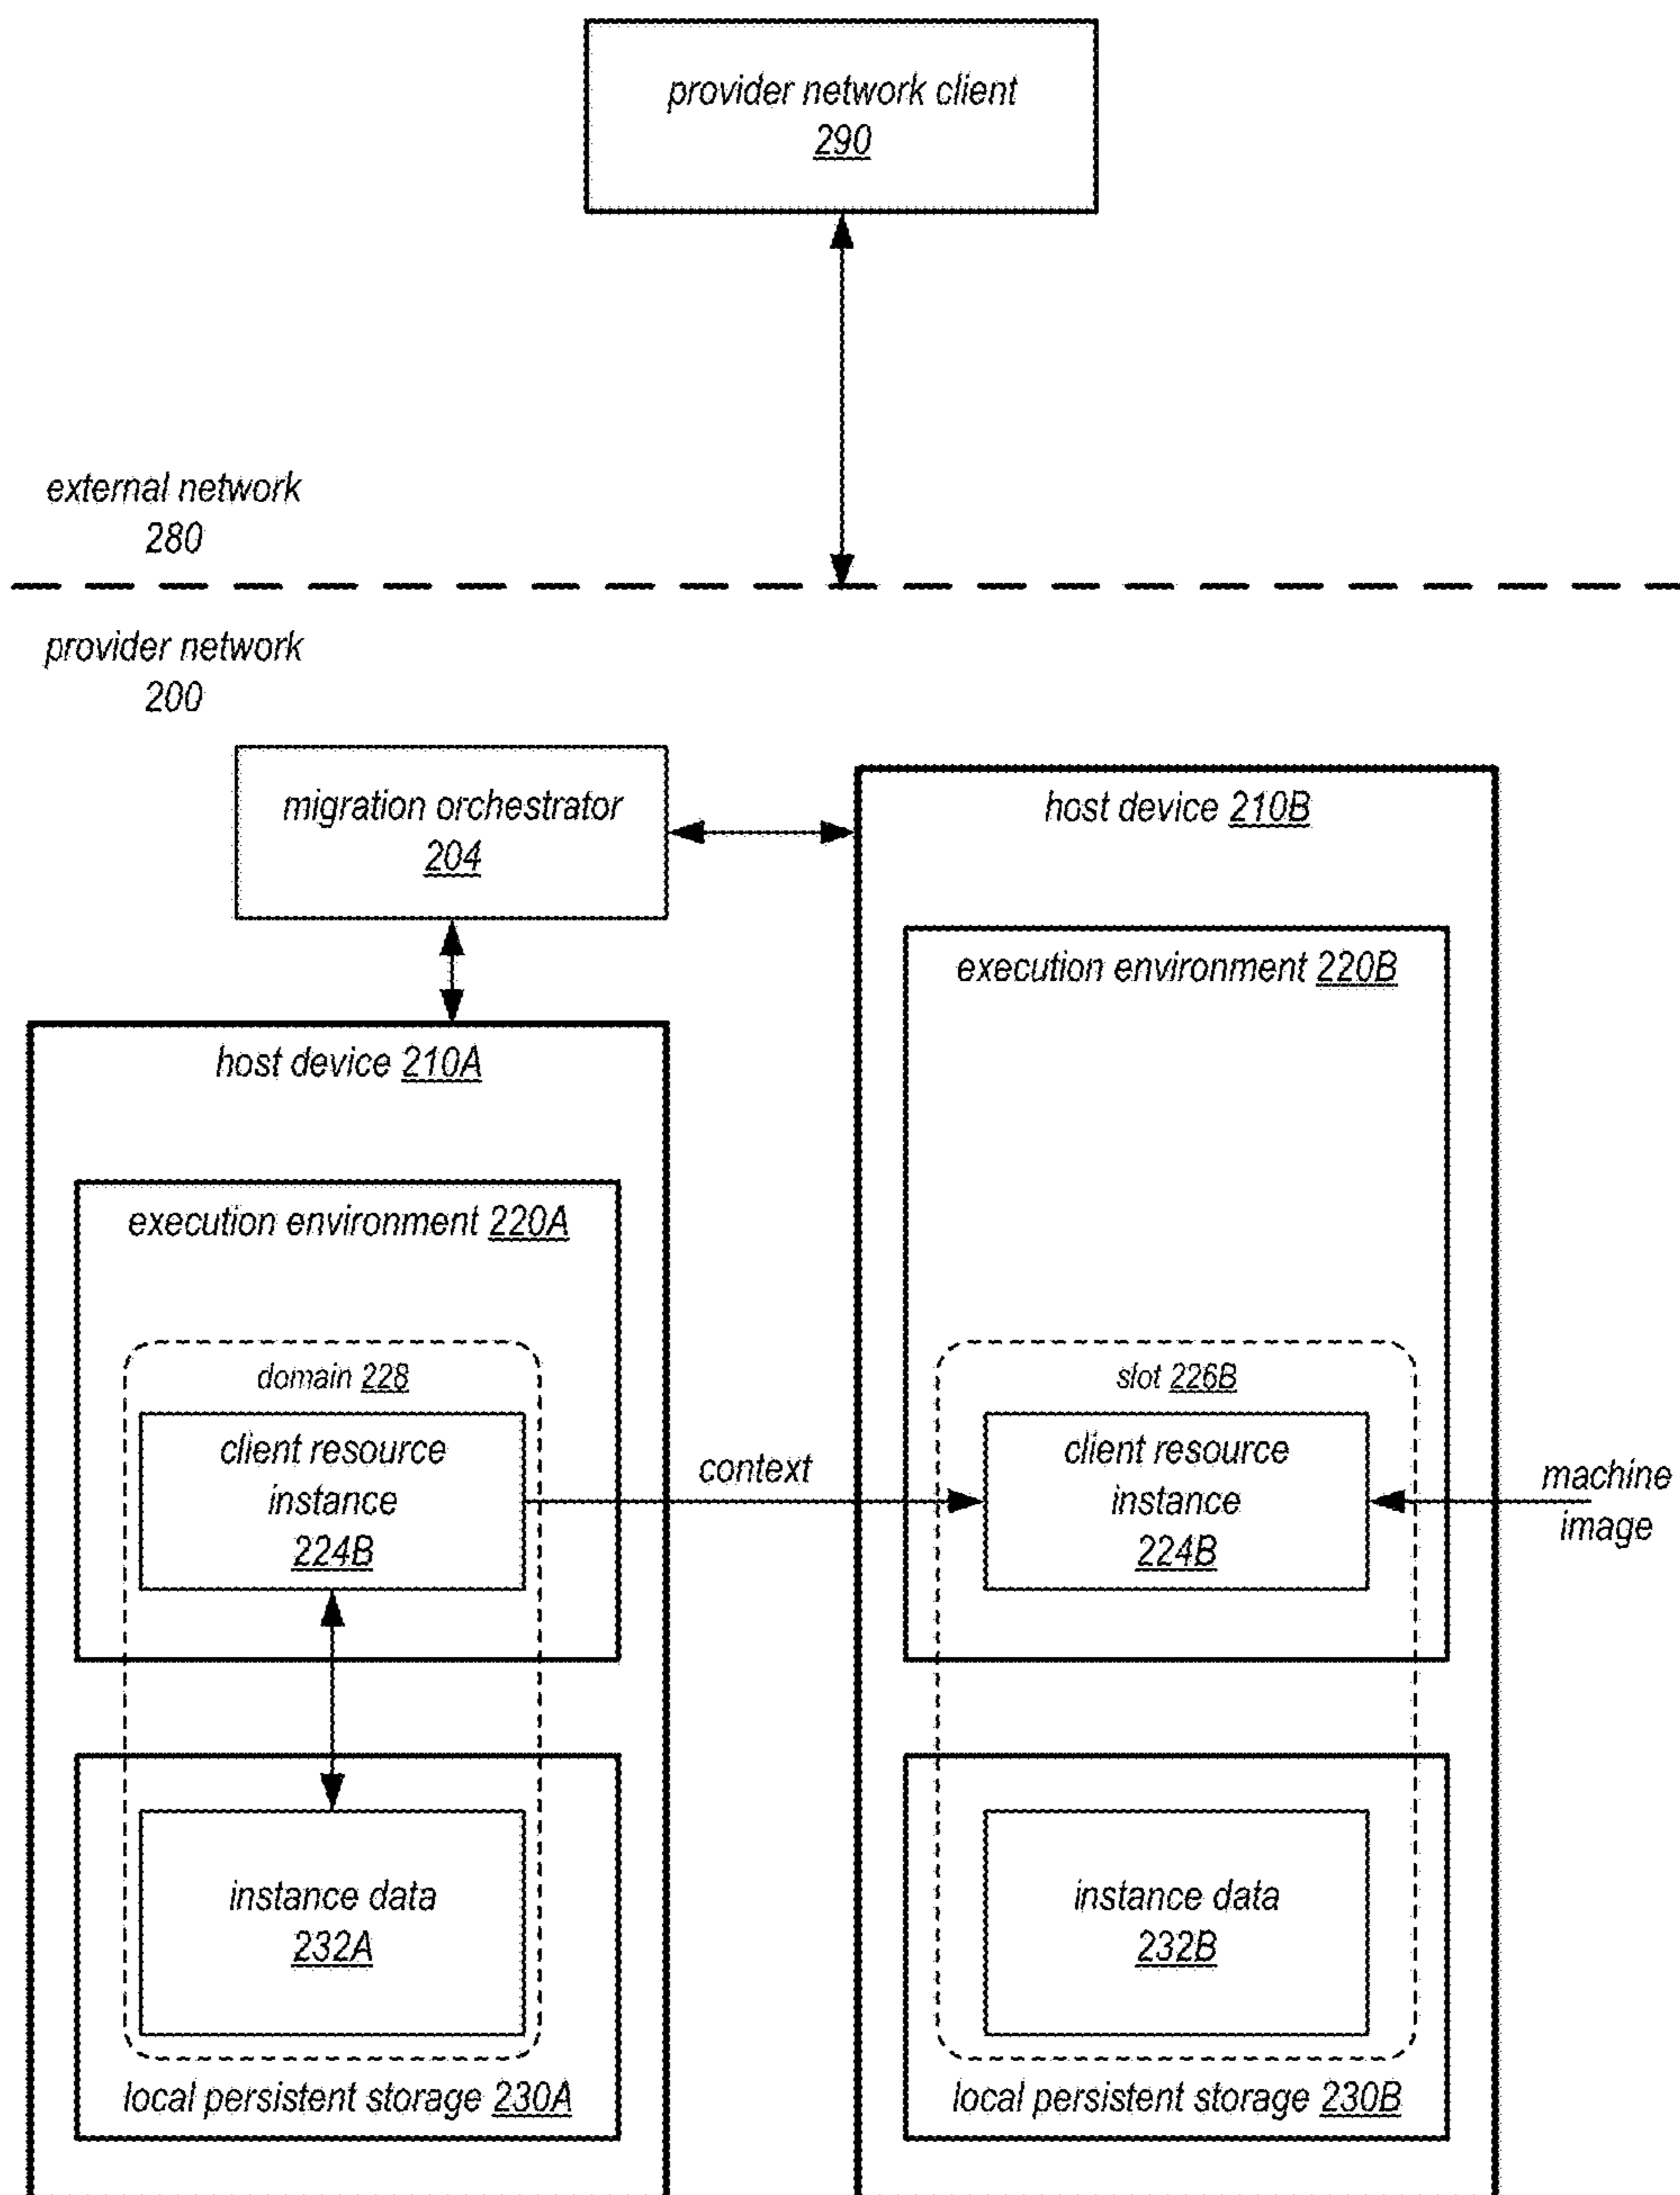 provider network client
290
external network
280
provider network
200
migration orchestrator
204
host device 210B
execution environment 220B
host device 210A
execution environment 220A
domain 228
client resource
instance
224B
context
slot 226B
client resource
instance
224B
machine
image
instance data
232A
local persistent storage 230A
instance data
232B
local persistent storage 230B